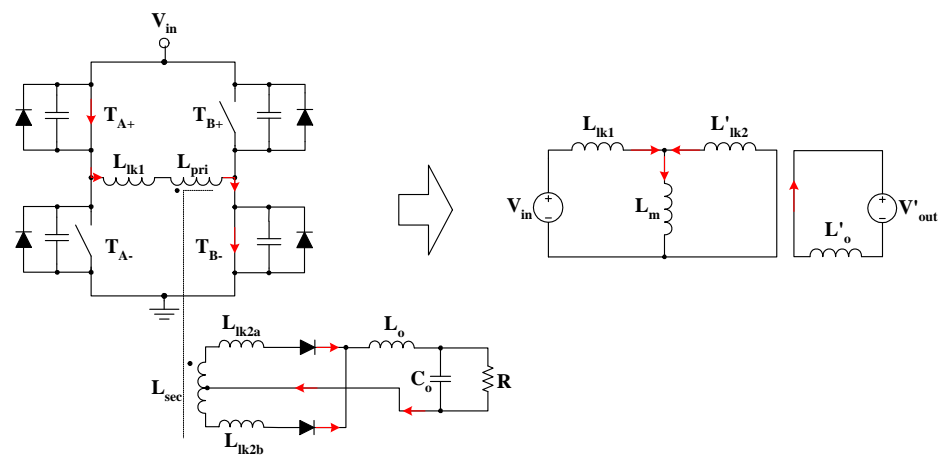 V_in
T_A+
T_B+
L_lk1
L_pri
T_A-
T_B-
L_lk2a
L_o
L_sec
C_o
R
L_lk2b
L_lk1
L'_lk2
V_in
+
−
L_m
+
−
V'_out
L'_o